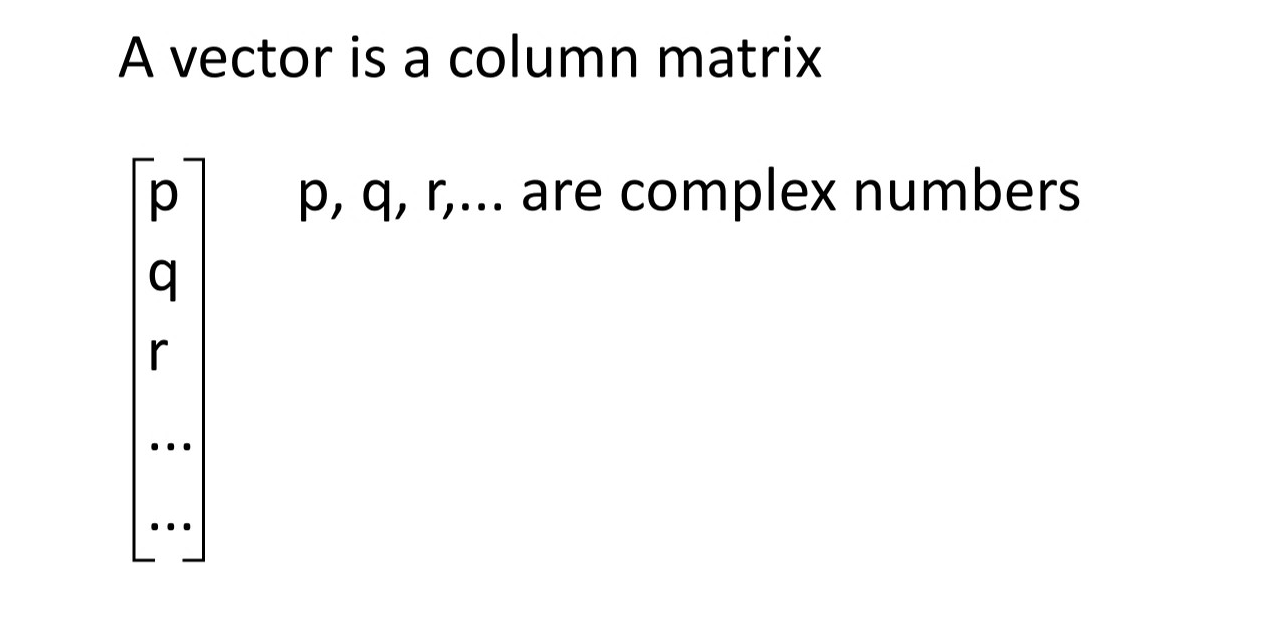 A vector is a column matrix
p p, q, r,... are complex numbers
q
r
...
...